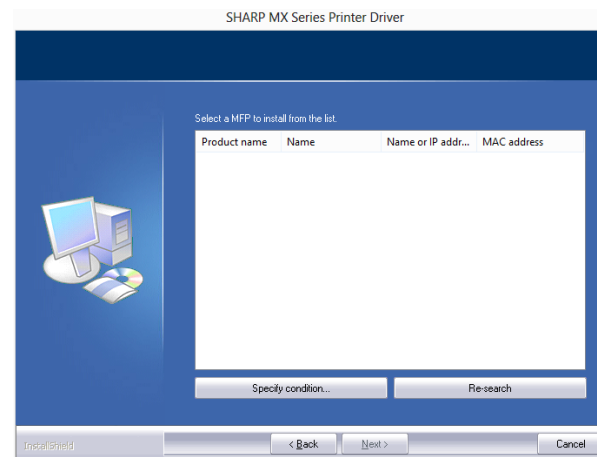 SHARP MX Series Printer Driver
Select a MFP to install from the list.
Product name Name Name or IP addr... MAC address
Specify condition... Re-search
InstallShield < Back Next > Cancel